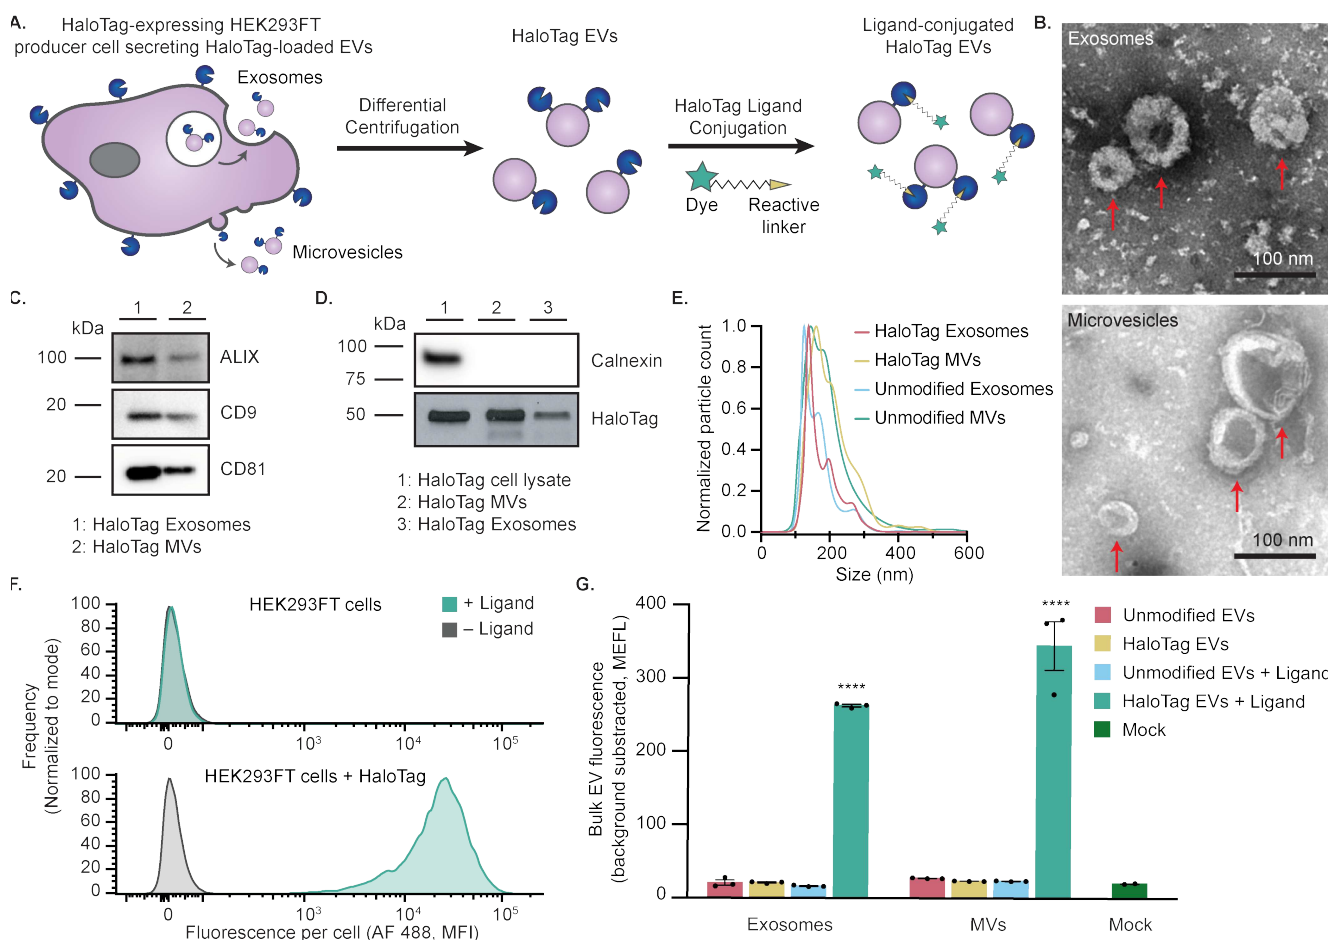 A.
HaloTag-expressing HEK293FT
producer cell secreting HaloTag-loaded EVs
Exosomes
Microvesicles
Differential
Centrifugation
HaloTag EVs
HaloTag Ligand
Conjugation
Dye
Reactive
linker
Ligand-conjugated
HaloTag EVs
B.
Exosomes
100 nm
Microvesicles
100 nm
C.
1 2
kDa
100
ALIX
20
CD9
20
CD81
1: HaloTag Exosomes
2: HaloTag MVs
D.
1 2 3
kDa
100
75
Calnexin
50
HaloTag
1: HaloTag cell lysate
2: HaloTag MVs
3: HaloTag Exosomes
E.
Normalized particle count
1.0
0.8
0.6
0.4
0.2
0.0
0 200 400 600
Size (nm)
HaloTag Exosomes
HaloTag MVs
Unmodified Exosomes
Unmodified MVs
F.
Frequency
(Normalized to mode)
HEK293FT cells
+ Ligand
– Ligand
100
80
60
40
20
0
0 10³ 10⁴ 10⁵
HEK293FT cells + HaloTag
100
80
60
40
20
0
0 10³ 10⁴ 10⁵
Fluorescence per cell (AF 488, MFI)
G.
Bulk EV fluorescence
(background substracted, MEFL)
400
300
200
100
0
****
****
Exosomes MVs Mock
Unmodified EVs
HaloTag EVs
Unmodified EVs + Ligand
HaloTag EVs + Ligand
Mock